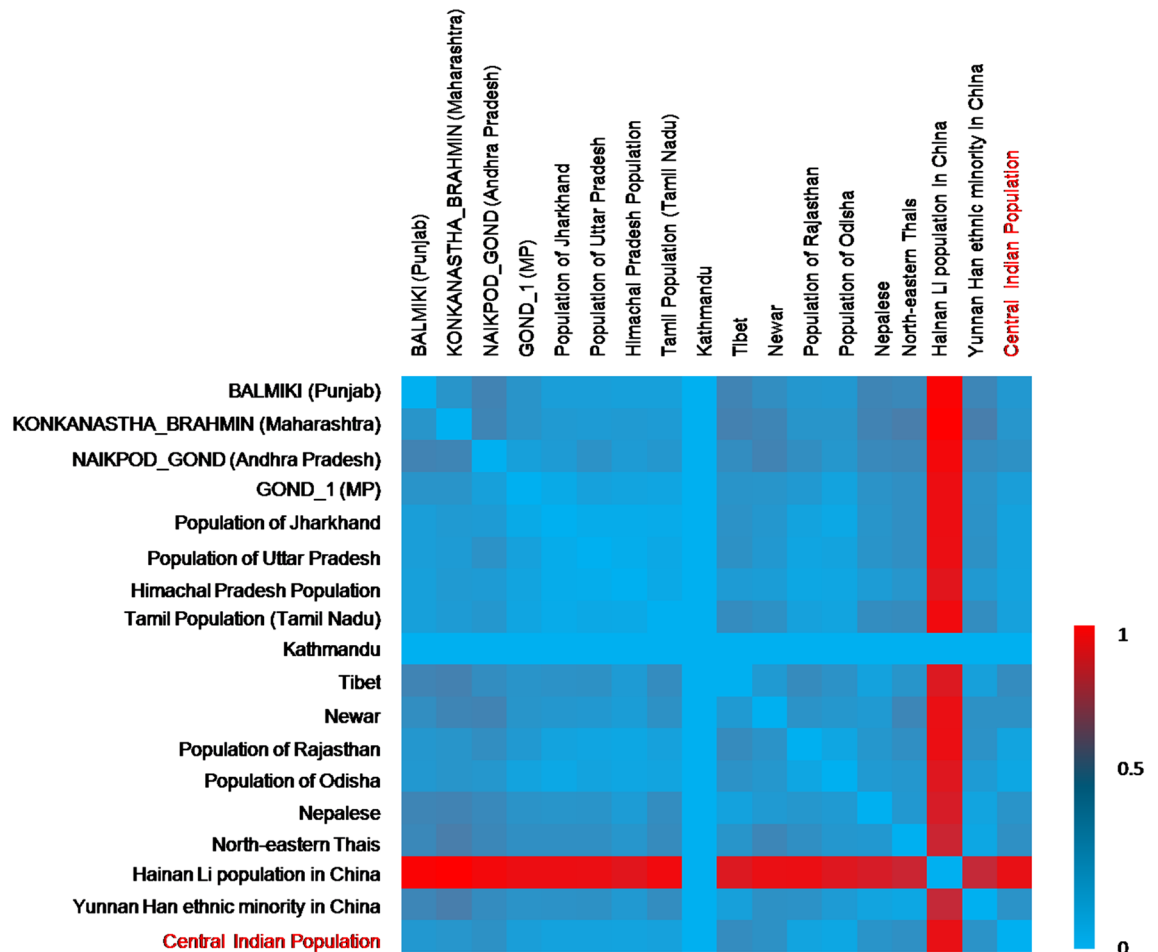 BALMIKI (Punjab)
KONKANASTHA_BRAHMIN (Maharashtra)
NAIKPOD_GOND (Andhra Pradesh)
GOND_1 (MP)
Population of Jharkhand
Population of Uttar Pradesh
Himachal Pradesh Population
Tamil Population (Tamil Nadu)
Kathmandu
Tibet
Newar
Population of Rajasthan
Population of Odisha
Nepalese
North-eastern Thais
Hainan Li population in China
Yunnan Han ethnic minority in China
Central Indian Population
BALMIKI (Punjab)
KONKANASTHA_BRAHMIN (Maharashtra)
NAIKPOD_GOND (Andhra Pradesh)
GOND_1 (MP)
Population of Jharkhand
Population of Uttar Pradesh
Himachal Pradesh Population
Tamil Population (Tamil Nadu)
Kathmandu
Tibet
Newar
Population of Rajasthan
Population of Odisha
Nepalese
North-eastern Thais
Hainan Li population in China
Yunnan Han ethnic minority in China
Central Indian Population
1
0.5
0